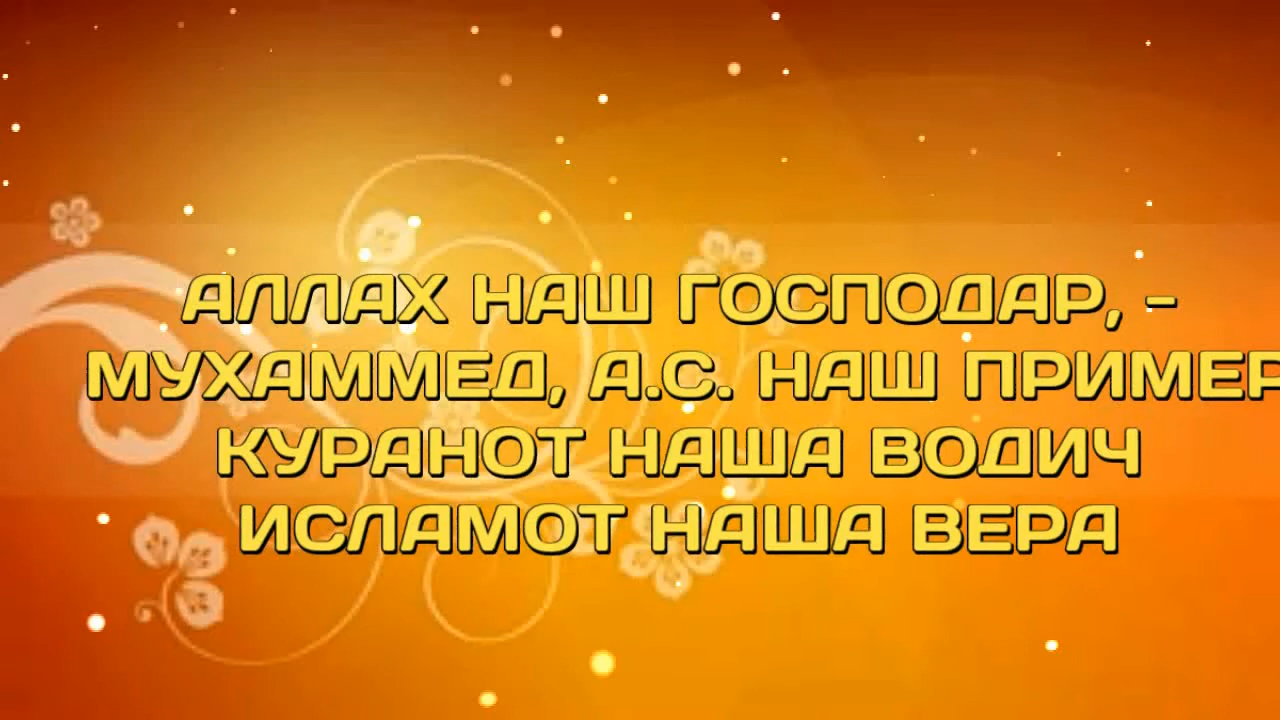 АЛЛАХ НАШ ГОСПОДАР, -
МУХАММЕД, А.С. НАШ ПРИМЕР
КУРАНОТ НАША ВОДИЧ
ИСЛАМОТ НАША ВЕРА